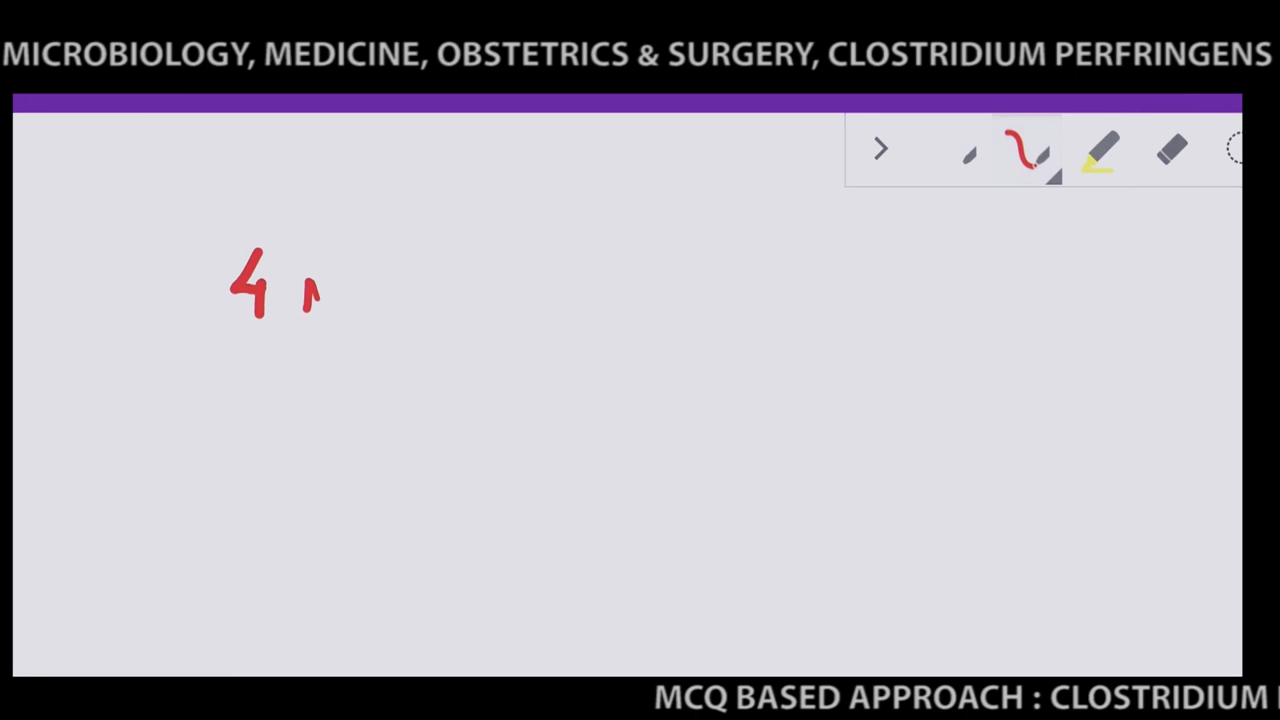 MICROBIOLOGY, MEDICINE, OBSTETRICS & SURGERY, CLOSTRIDIUM PERFRINGENS
4
MCQ BASED APPROACH : CLOSTRIDIUM